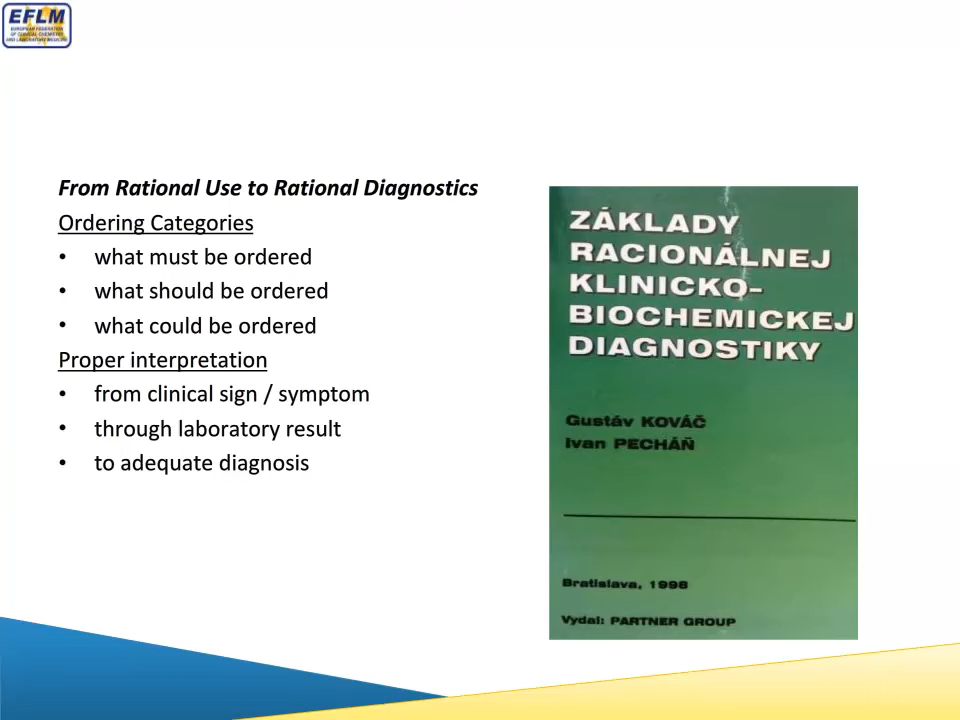 EFLM
EUROPEAN FEDERATION
OF CLINICAL CHEMISTRY
AND LABORATORY MEDICINE
From Rational Use to Rational Diagnostics
Ordering Categories
• what must be ordered
• what should be ordered
• what could be ordered
Proper interpretation
• from clinical sign / symptom
• through laboratory result
• to adequate diagnosis
ZÁKLADY
RACIONÁLNEJ
KLINICKO-
BIOCHEMICKEJ
DIAGNOSTIKY
Gustáv KOVÁČ
Ivan PECHÁŇ
Bratislava, 1998
Vydal: PARTNER GROUP